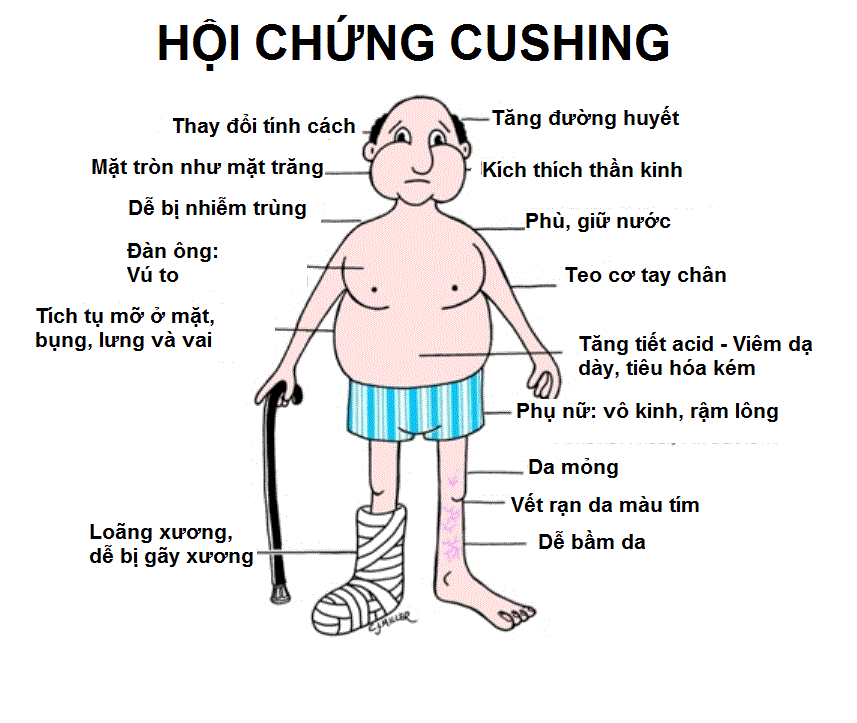 HỘI CHỨNG CUSHING
Thay đổi tính cách
Tăng đường huyết
Mặt tròn như mặt trăng
Kích thích thần kinh
Dễ bị nhiễm trùng
Phù, giữ nước
Đàn ông:
Vú to
Teo cơ tay chân
Tích tụ mỡ ở mặt,
bụng, lưng và vai
Tăng tiết acid - Viêm dạ
dày, tiêu hóa kém
Phụ nữ: vô kinh, rậm lông
Da mỏng
Vết rạn da màu tím
Dễ bầm da
Loãng xương,
dễ bị gãy xương
CJMILLER